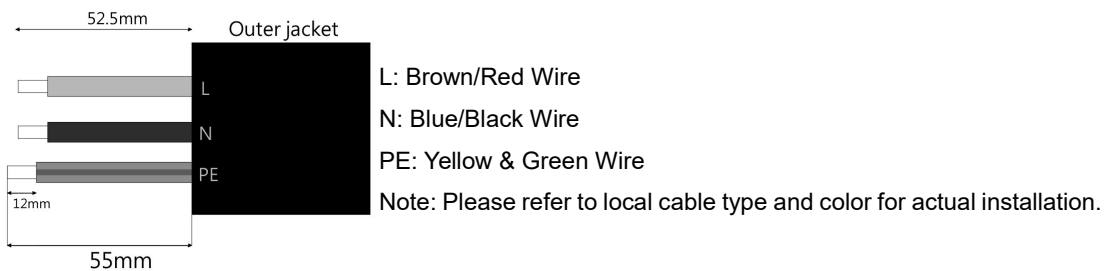 52.5mm
Outer jacket
L
L: Brown/Red Wire
N
N: Blue/Black Wire
PE
PE: Yellow & Green Wire
12mm
Note: Please refer to local cable type and color for actual installation.
55mm